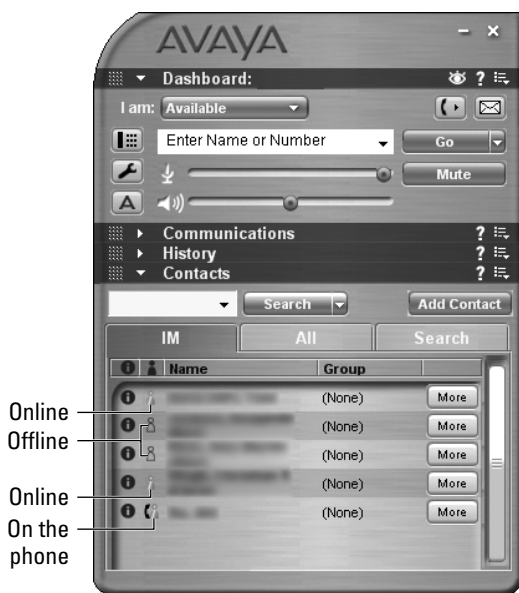 AVAYA
Dashboard:
I am: Available
Enter Name or Number
Go
Mute
A
Communications
?
History
?
Contacts
?
Search
Add Contact
IM All Search
Name Group
(None) More
(None) More
(None) More
(None) More
(None) More
Online
Offline
Online
On the
phone